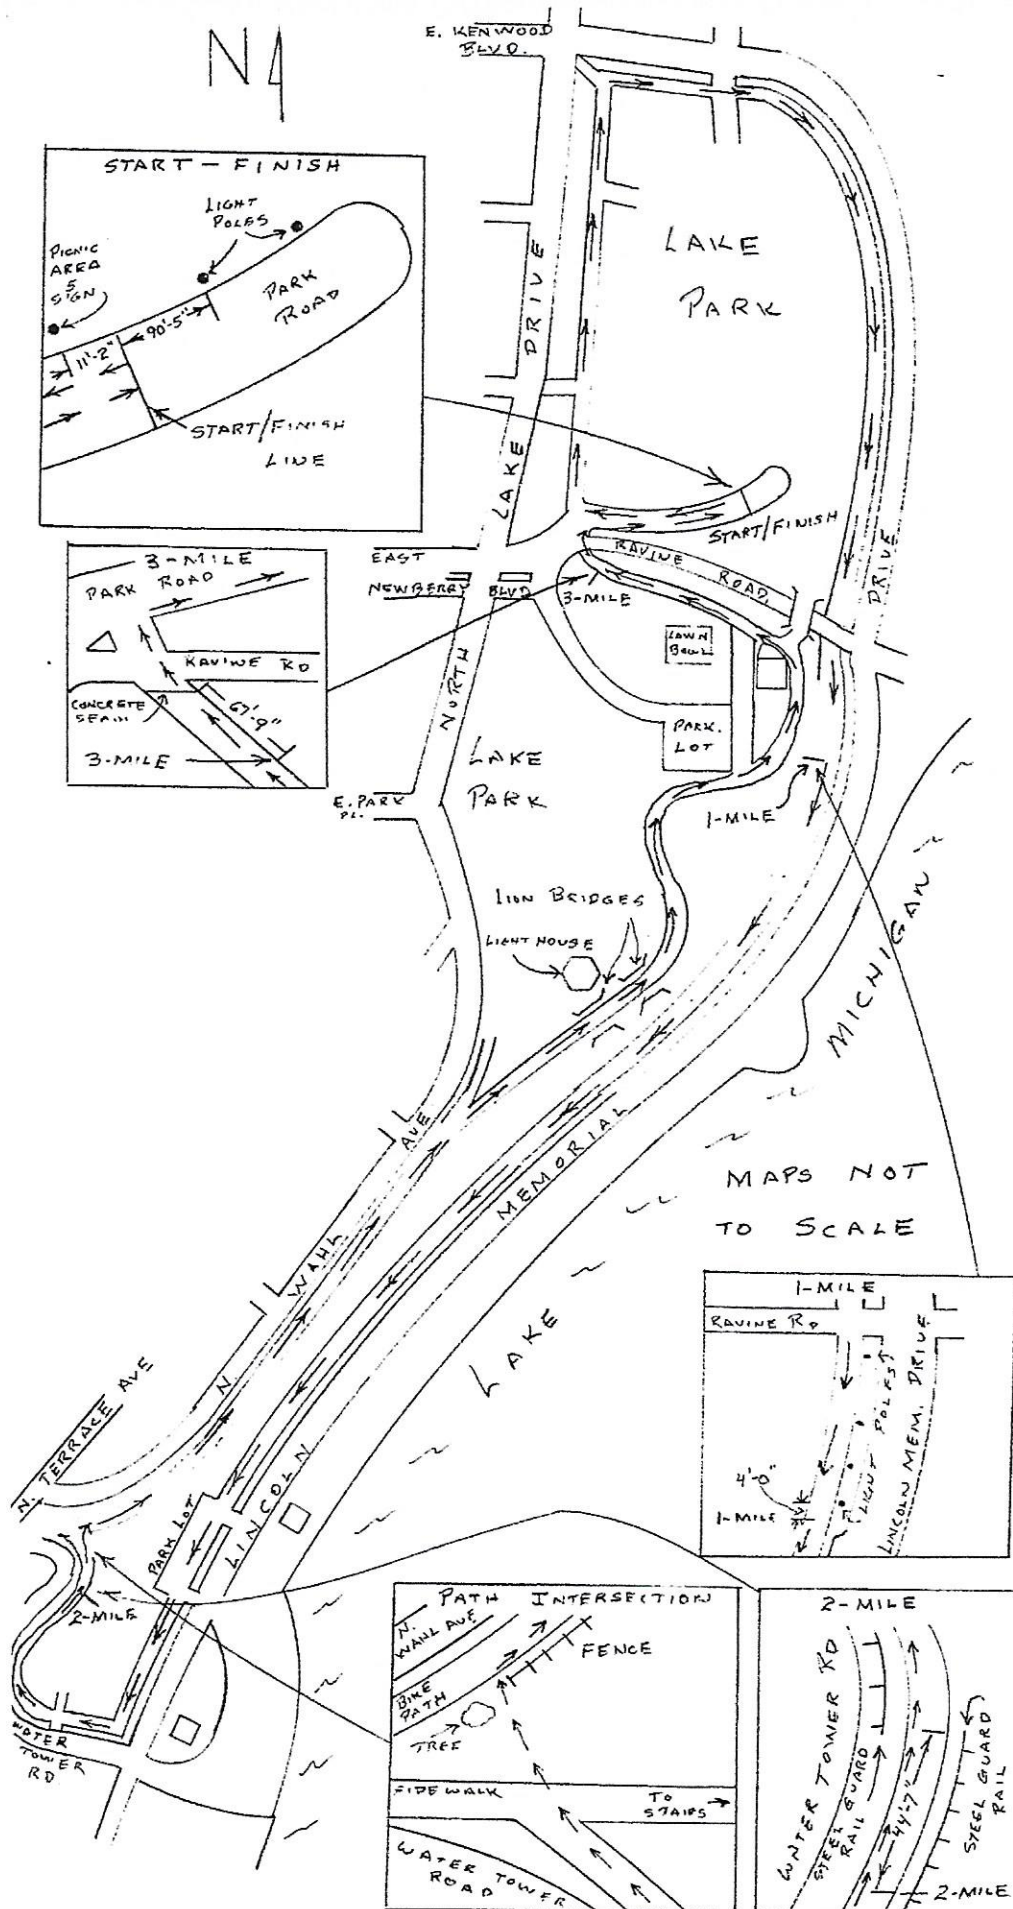 N
E. KENWOOD
BLVD.
START - FINISH
LIGHT
POLES
PICNIC
AREA
5
SIGN
PARK
ROAD
90'-5"
11'-2"
START/FINISH
LINE
LAKE
PARK
NORTH LAKE DRIVE
START/FINISH
RAVINE ROAD
EAST
NEWBERRY BLVD
3-MILE
3-MILE
PARK ROAD
RAVINE RD
CONCRETE
SEAM
67'-9"
3-MILE
LAWN
BOWL
PARK.
LOT
LAKE
PARK
E. PARK
PL.
1-MILE
LION BRIDGES
LIGHT HOUSE
LAKE MICHIGAN
N WAHL AVE
LINCOLN MEMORIAL DRIVE
MAPS NOT
TO SCALE
1-MILE
RAVINE RD
LIGHT POLES
LINCOLN MEM. DRIVE
4'-0"
1-MILE
N. TERRACE AVE
PARK LOT
2-MILE
WATER
TOWER
RD
PATH INTERSECTION
N.
WAHL AVE
FENCE
BIKE
PATH
TREE
SIDEWALK
TO
STAIRS
WATER TOWER
ROAD
2-MILE
WATER TOWER RD
STEEL GUARD
RAIL
44'-7"
STEEL GUARD
RAIL
2-MILE